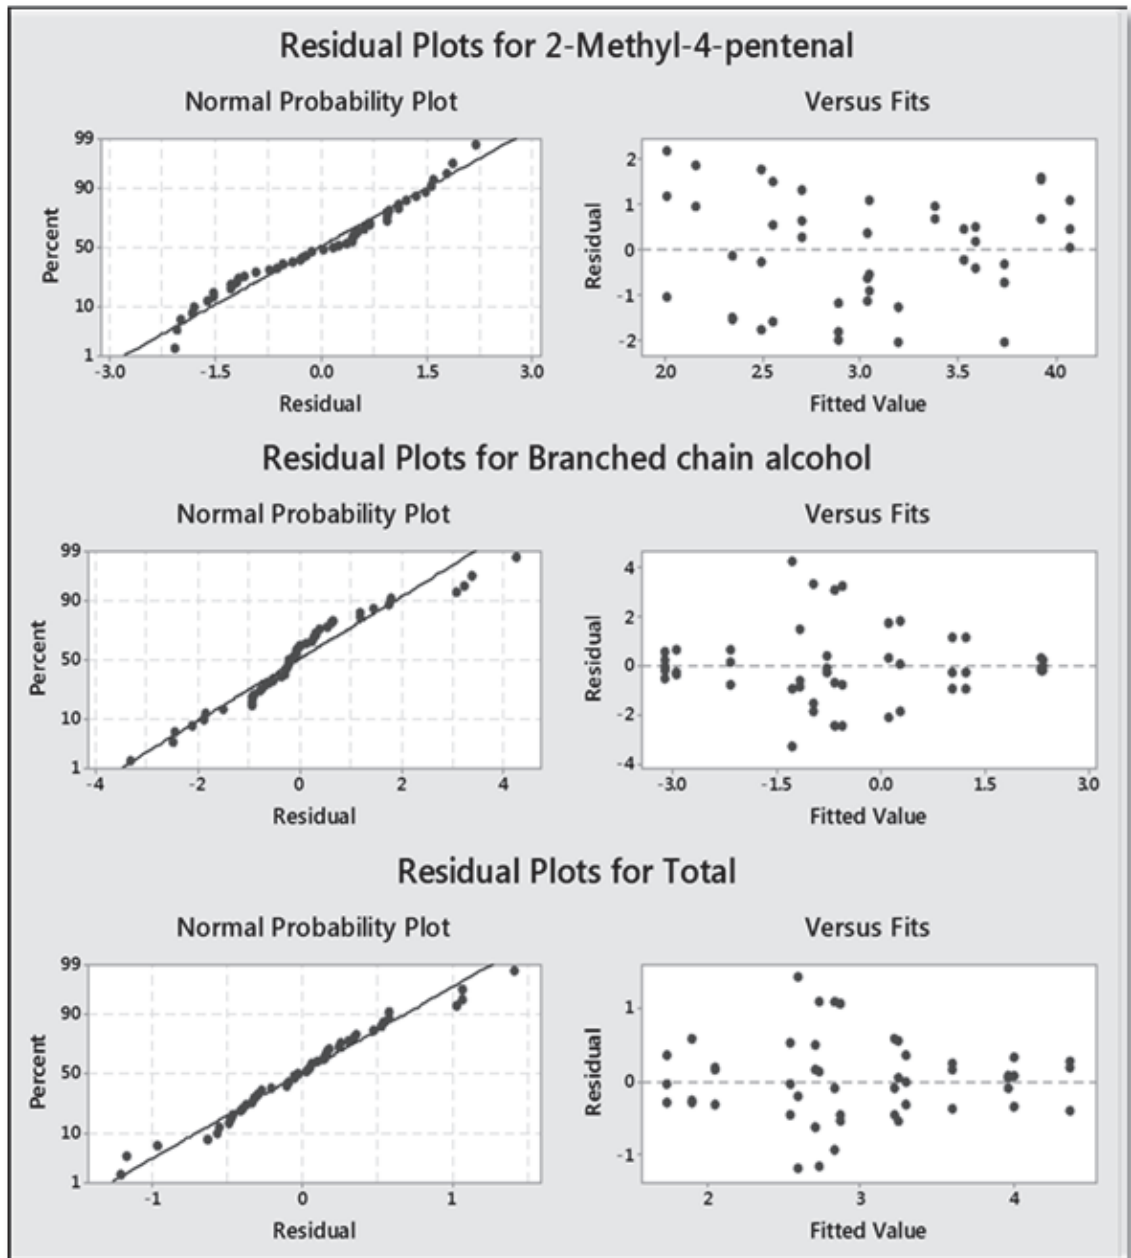 Residual Plots for 2-Methyl-4-pentenal
Normal Probability Plot
Versus Fits
99
90
50
10
1
Percent
-3.0 -1.5 0.0 1.5 3.0
Residual
2
1
0
-1
-2
Residual
20 25 3.0 3.5 40
Fitted Value
Residual Plots for Branched chain alcohol
Normal Probability Plot
Versus Fits
99
90
50
10
1
Percent
-4 -2 0 2 4
Residual
4
2
0
-2
-4
Residual
-3.0 -1.5 0.0 1.5 3.0
Fitted Value
Residual Plots for Total
Normal Probability Plot
Versus Fits
99
90
50
10
1
Percent
-1 0 1
Residual
1
0
-1
Residual
2 3 4
Fitted Value